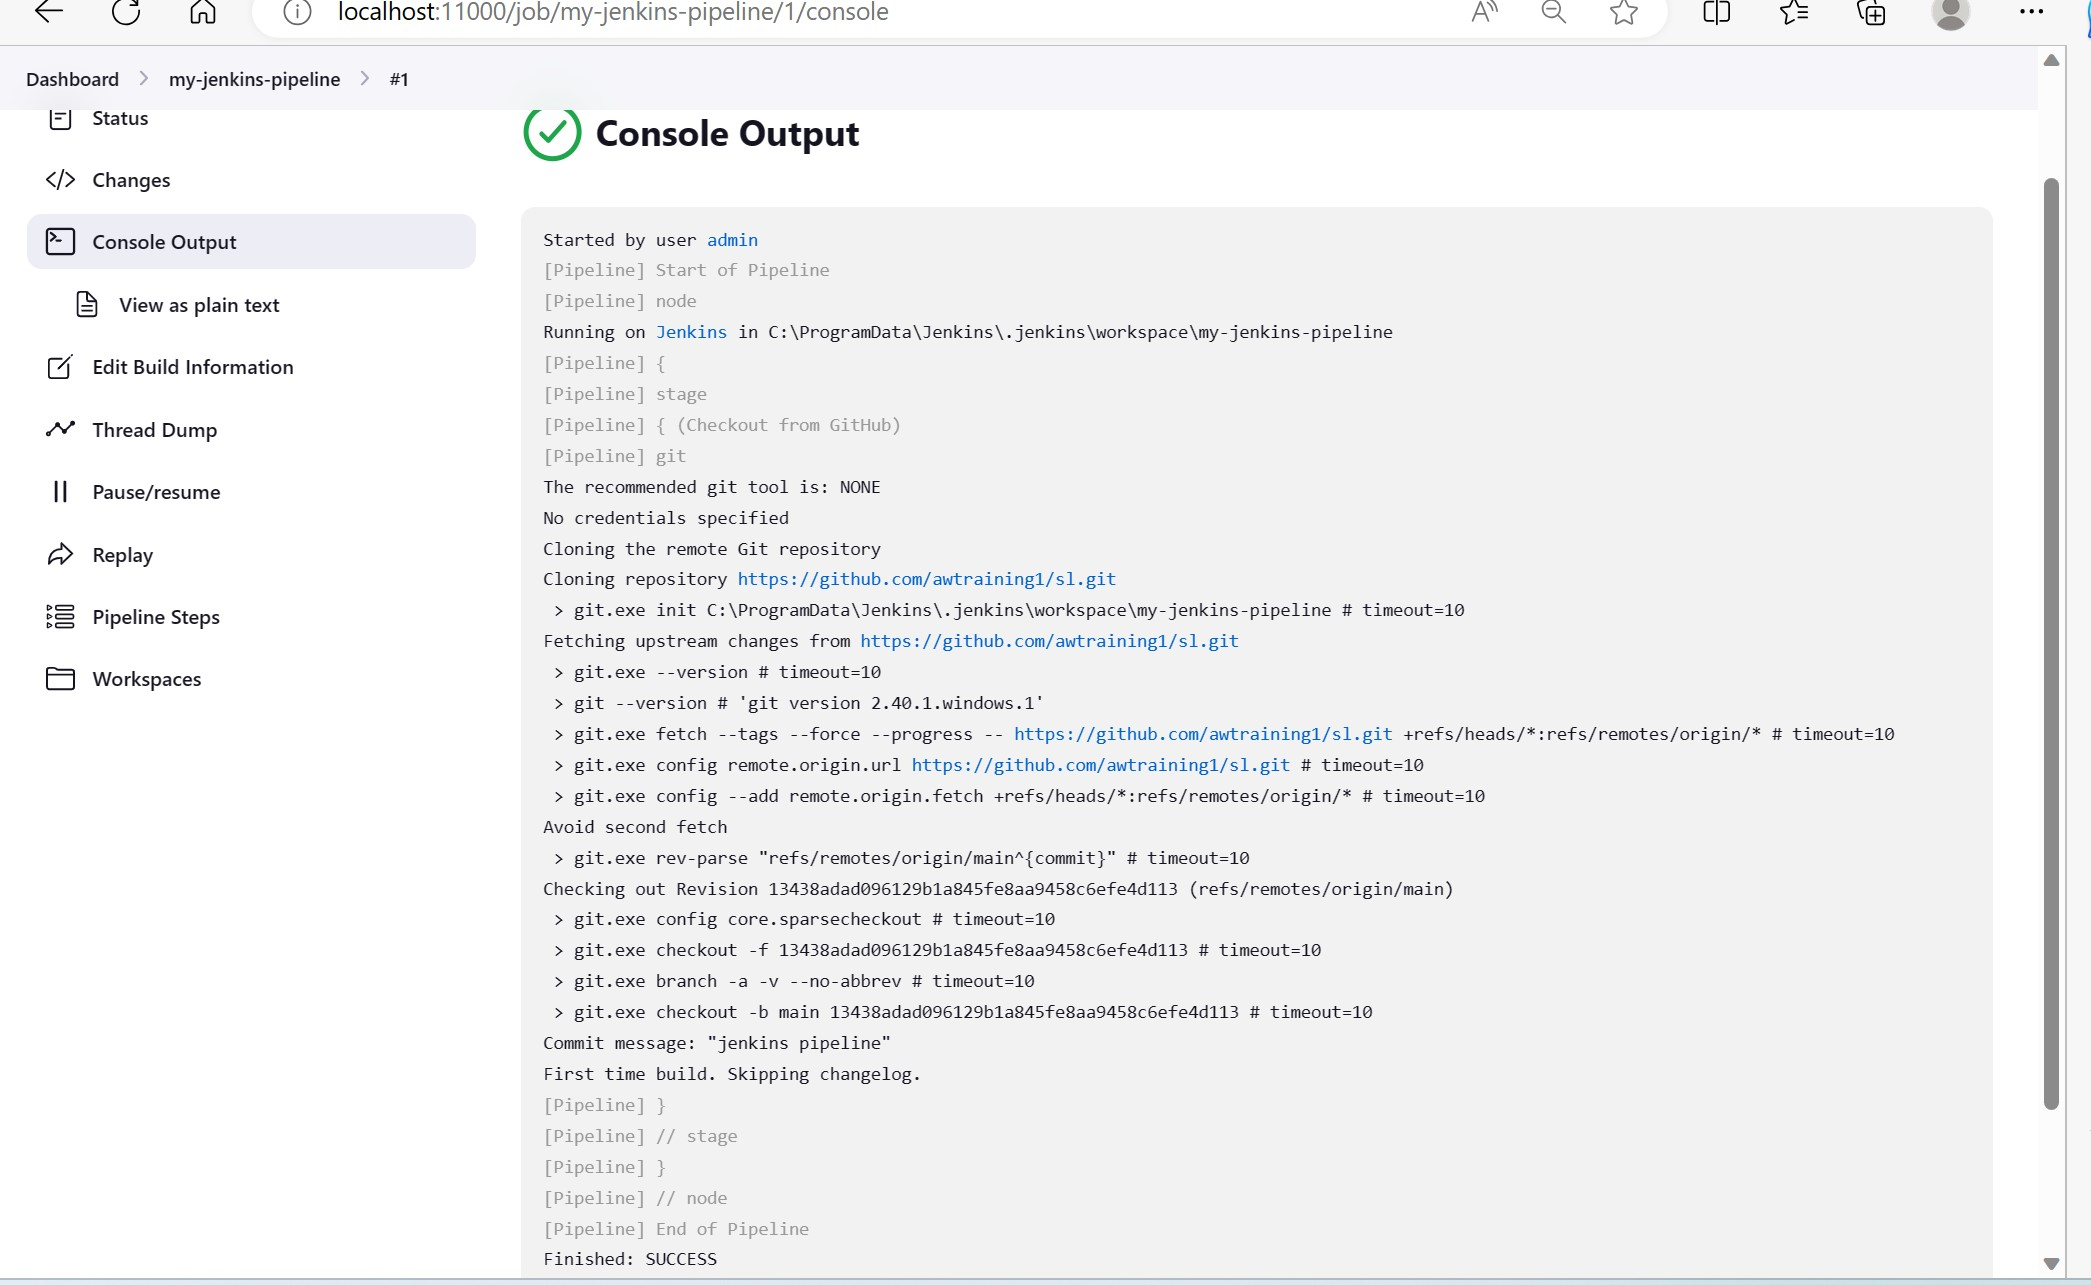 localhost:11000/job/my-jenkins-pipeline/1/console
Dashboard > my-jenkins-pipeline > #1
Status
Changes
Console Output
View as plain text
Edit Build Information
Thread Dump
Pause/resume
Replay
Pipeline Steps
Workspaces
Console Output
Started by user admin
[Pipeline] Start of Pipeline
[Pipeline] node
Running on Jenkins in C:\ProgramData\Jenkins\.jenkins\workspace\my-jenkins-pipeline
[Pipeline] {
[Pipeline] stage
[Pipeline] { (Checkout from GitHub)
[Pipeline] git
The recommended git tool is: NONE
No credentials specified
Cloning the remote Git repository
Cloning repository https://github.com/awtraining1/sl.git
> git.exe init C:\ProgramData\Jenkins\.jenkins\workspace\my-jenkins-pipeline # timeout=10
Fetching upstream changes from https://github.com/awtraining1/sl.git
> git.exe --version # timeout=10
> git --version # 'git version 2.40.1.windows.1'
> git.exe fetch --tags --force --progress -- https://github.com/awtraining1/sl.git +refs/heads/*:refs/remotes/origin/* # timeout=10
> git.exe config remote.origin.url https://github.com/awtraining1/sl.git # timeout=10
> git.exe config --add remote.origin.fetch +refs/heads/*:refs/remotes/origin/* # timeout=10
Avoid second fetch
> git.exe rev-parse "refs/remotes/origin/main^{commit}" # timeout=10
Checking out Revision 13438adad096129b1a845fe8aa9458c6efe4d113 (refs/remotes/origin/main)
> git.exe config core.sparsecheckout # timeout=10
> git.exe checkout -f 13438adad096129b1a845fe8aa9458c6efe4d113 # timeout=10
> git.exe branch -a -v --no-abbrev # timeout=10
> git.exe checkout -b main 13438adad096129b1a845fe8aa9458c6efe4d113 # timeout=10
Commit message: "jenkins pipeline"
First time build. Skipping changelog.
[Pipeline] }
[Pipeline] // stage
[Pipeline] }
[Pipeline] // node
[Pipeline] End of Pipeline
Finished: SUCCESS